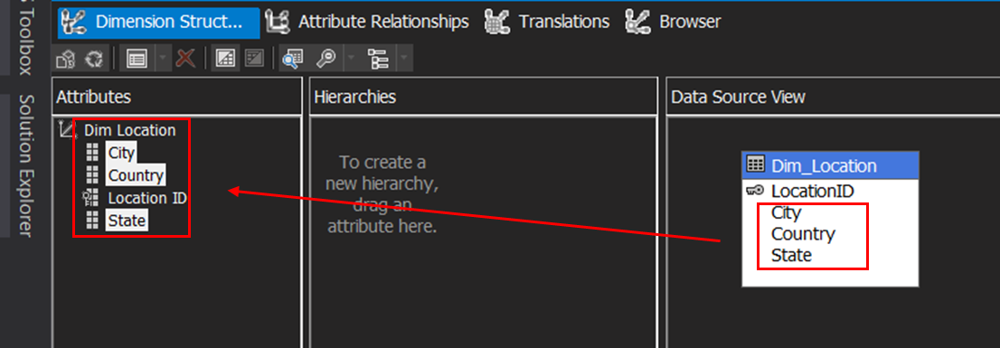 Toolbox
Solution Explorer
Dimension Struct...
Attribute Relationships
Translations
Browser
Attributes
Dim Location
City
Country
Location ID
State
Hierarchies
To create a
new hierarchy,
drag an
attribute here.
Data Source View
Dim_Location
LocationID
City
Country
State